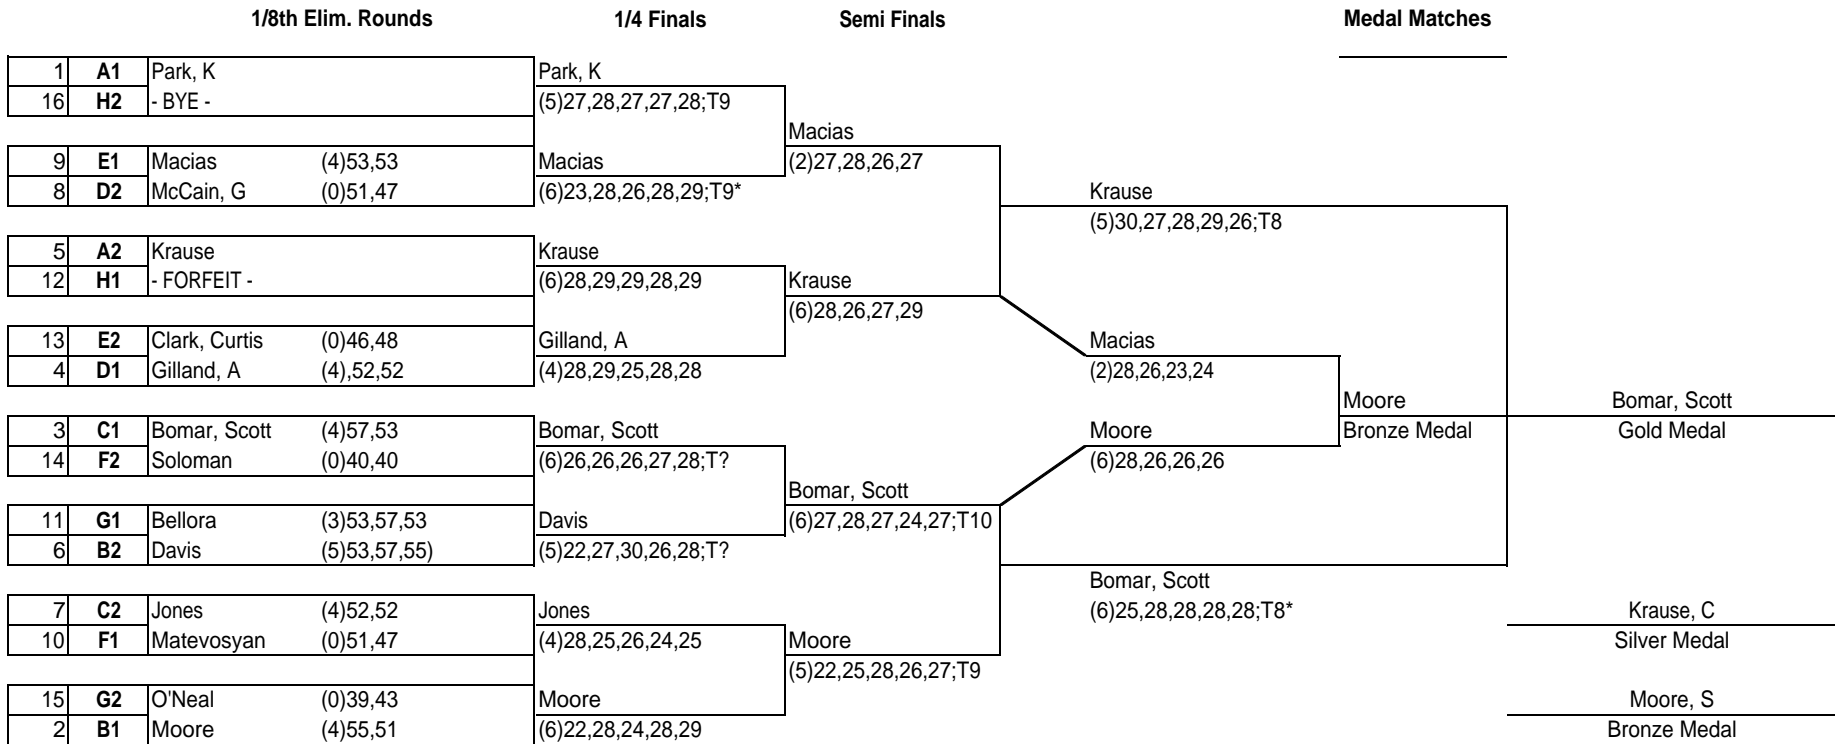 1/8th Elim. Rounds 1/4 Finals Semi Finals Medal Matches
1 A1 Park, K Park, K
16 H2 - BYE - (5)27,28,27,27,28;T9
Macias
9 E1 Macias (4)53,53 Macias (2)27,28,26,27
8 D2 McCain, G (0)51,47 (6)23,28,26,28,29;T9* Krause
(5)30,27,28,29,26;T8
5 A2 Krause Krause
12 H1 - FORFEIT - (6)28,29,29,28,29 Krause
(6)28,26,27,29
13 E2 Clark, Curtis (0)46,48 Gilland, A Macias
4 D1 Gilland, A (4),52,52 (4)28,29,25,28,28 (2)28,26,23,24
Moore Bomar, Scott
3 C1 Bomar, Scott (4)57,53 Bomar, Scott Moore Bronze Medal Gold Medal
14 F2 Soloman (0)40,40 (6)26,26,26,27,28;T? (6)28,26,26,26
Bomar, Scott
11 G1 Bellora (3)53,57,53 Davis (6)27,28,27,24,27;T10
6 B2 Davis (5)53,57,55) (5)22,27,30,26,28;T?
Bomar, Scott
7 C2 Jones (4)52,52 Jones (6)25,28,28,28,28;T8* Krause, C
10 F1 Matevosyan (0)51,47 (4)28,25,26,24,25 Moore Silver Medal
(5)22,25,28,26,27;T9
15 G2 O'Neal (0)39,43 Moore Moore, S
2 B1 Moore (4)55,51 (6)22,28,24,28,29 Bronze Medal